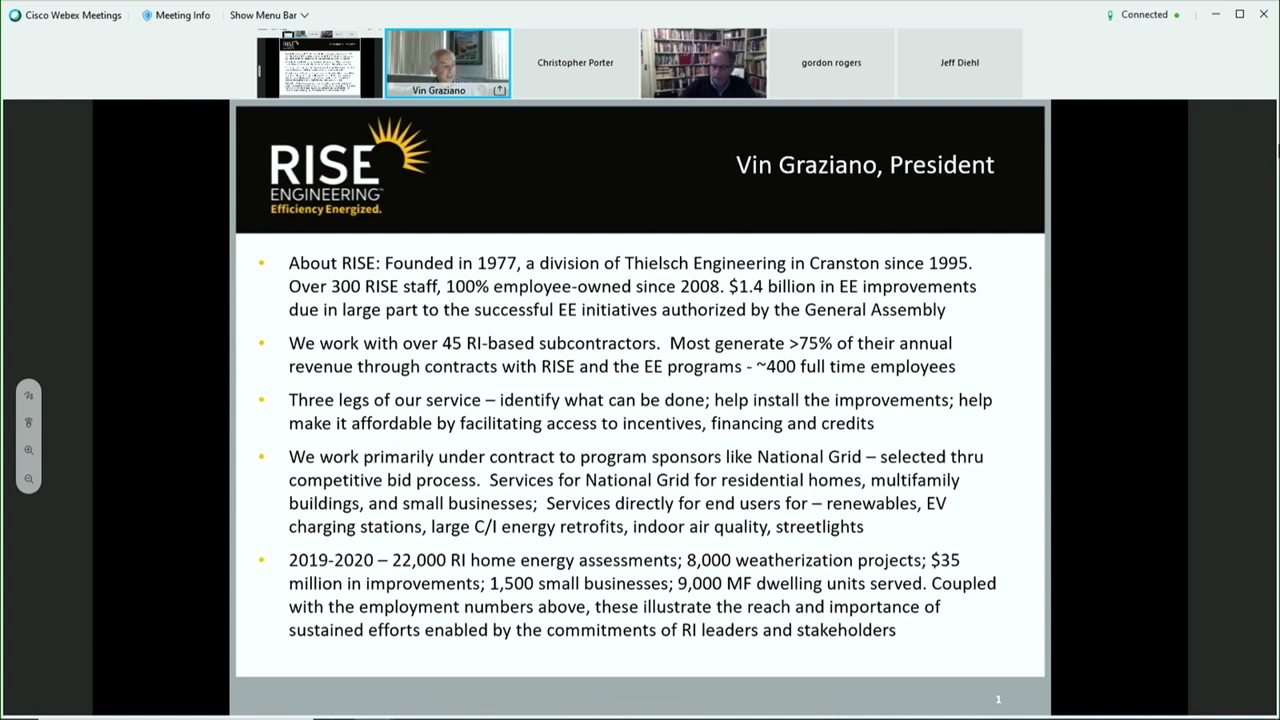 Cisco Webex Meetings
Meeting Info
Show Menu Bar
Connected
Vin Graziano
Christopher Porter
gordon rogers
Jeff Diehl
RISE
ENGINEERING™
Efficiency Energized.
Vin Graziano, President
• About RISE: Founded in 1977, a division of Thielsch Engineering in Cranston since 1995.
Over 300 RISE staff, 100% employee-owned since 2008. $1.4 billion in EE improvements
due in large part to the successful EE initiatives authorized by the General Assembly
• We work with over 45 RI-based subcontractors. Most generate >75% of their annual
revenue through contracts with RISE and the EE programs - ~400 full time employees
• Three legs of our service – identify what can be done; help install the improvements; help
make it affordable by facilitating access to incentives, financing and credits
• We work primarily under contract to program sponsors like National Grid – selected thru
competitive bid process. Services for National Grid for residential homes, multifamily
buildings, and small businesses; Services directly for end users for – renewables, EV
charging stations, large C/I energy retrofits, indoor air quality, streetlights
• 2019-2020 – 22,000 RI home energy assessments; 8,000 weatherization projects; $35
million in improvements; 1,500 small businesses; 9,000 MF dwelling units served. Coupled
with the employment numbers above, these illustrate the reach and importance of
sustained efforts enabled by the commitments of RI leaders and stakeholders
1